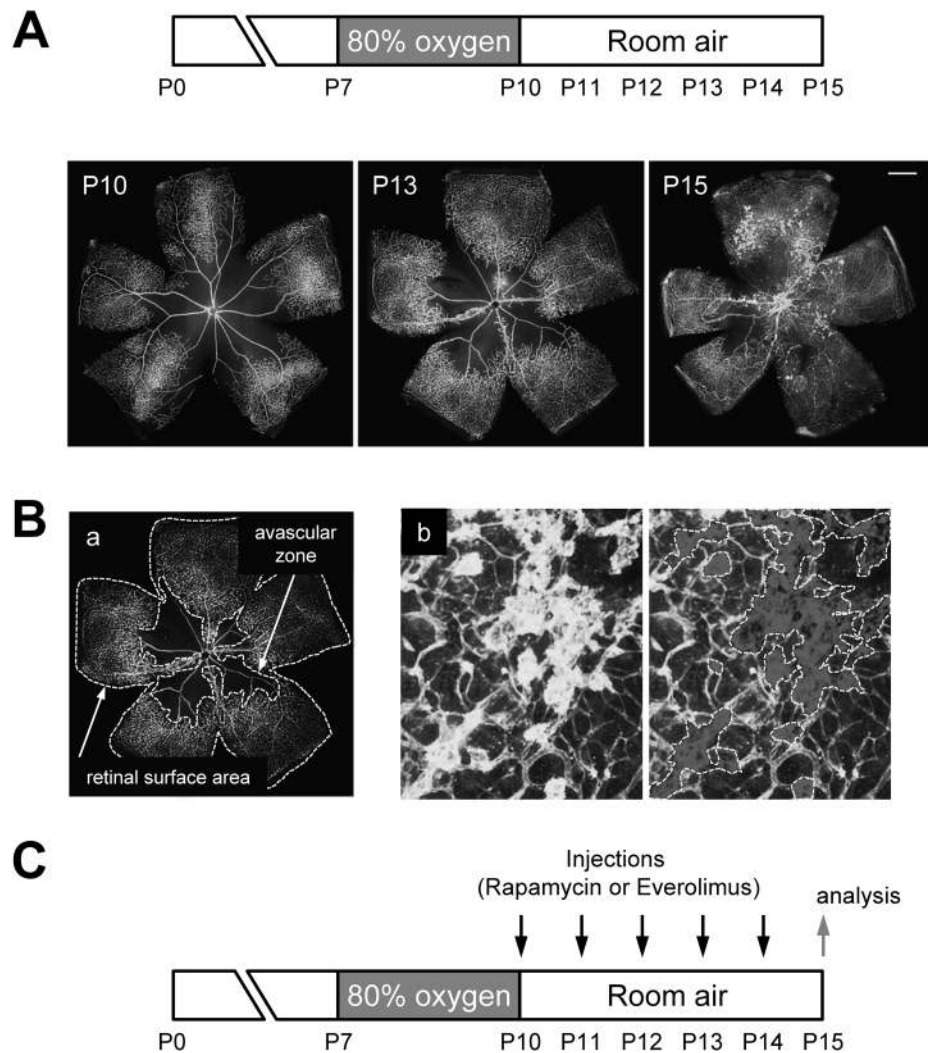 A
80% oxygen Room air
P0 P7 P10 P11 P12 P13 P14 P15
P10 P13 P15
B
a
avascular
zone
retinal surface area
b
C
Injections
(Rapamycin or Everolimus)
analysis
80% oxygen Room air
P0 P7 P10 P11 P12 P13 P14 P15